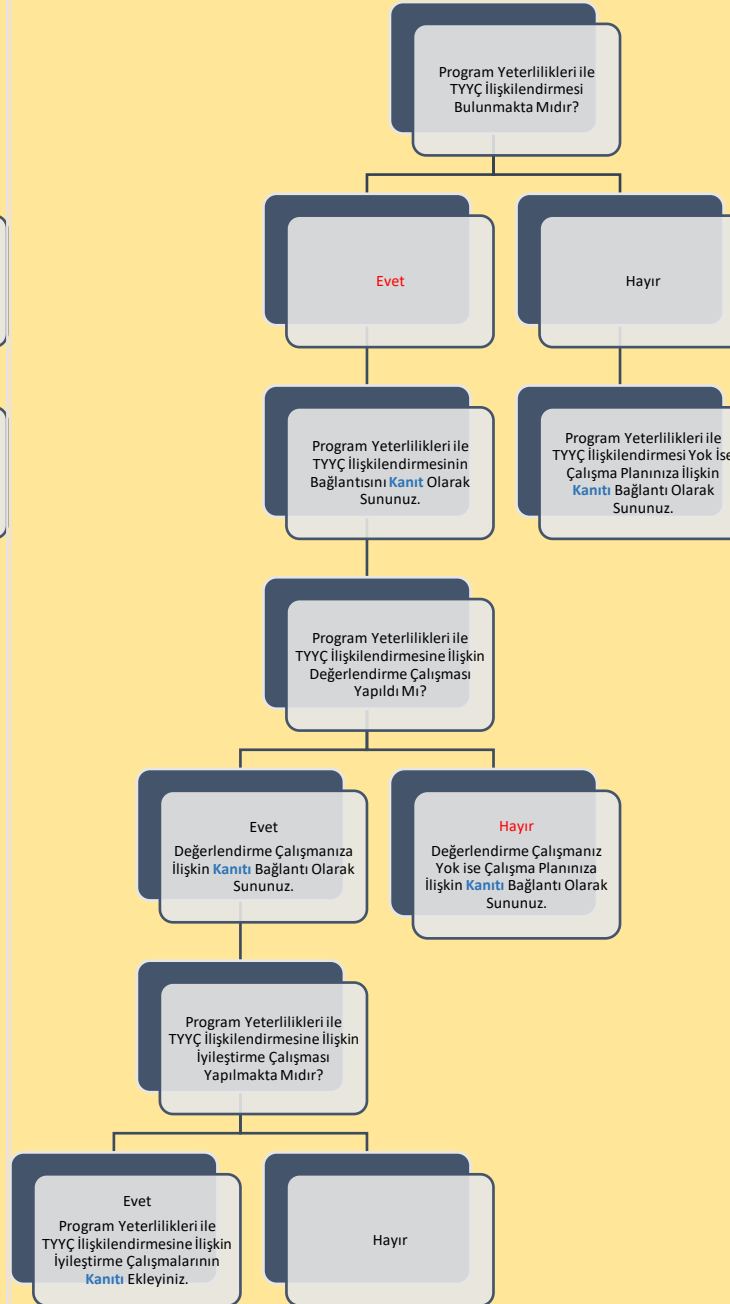 Program Yeterlilikleri ile
TYYÇ İlişkilendirmesi
Bulunmakta Mıdır?
Evet
Hayır
Program Yeterlilikleri ile
TYYÇ İlişkilendirmesinin
Bağlantısını Kanıt Olarak
Sununuz.
Program Yeterlilikleri ile
TYYÇ İlişkilendirmesi Yok İse
Çalışma Planınıza İlişkin
Kanıtı Bağlantı Olarak
Sununuz.
Program Yeterlilikleri ile
TYYÇ İlişkilendirmesine İlişkin
Değerlendirme Çalışması
Yapıldı Mı?
Evet
Değerlendirme Çalışmanıza
İlişkin Kanıtı Bağlantı Olarak
Sununuz.
Hayır
Değerlendirme Çalışmanız
Yok ise Çalışma Planınıza
İlişkin Kanıtı Bağlantı Olarak
Sununuz.
Program Yeterlilikleri ile
TYYÇ İlişkilendirmesine İlişkin
İyileştirme Çalışması
Yapılmakta Mıdır?
Evet
Program Yeterlilikleri ile
TYYÇ İlişkilendirmesine İlişkin
İyileştirme Çalışmalarının
Kanıtı Ekleyiniz.
Hayır